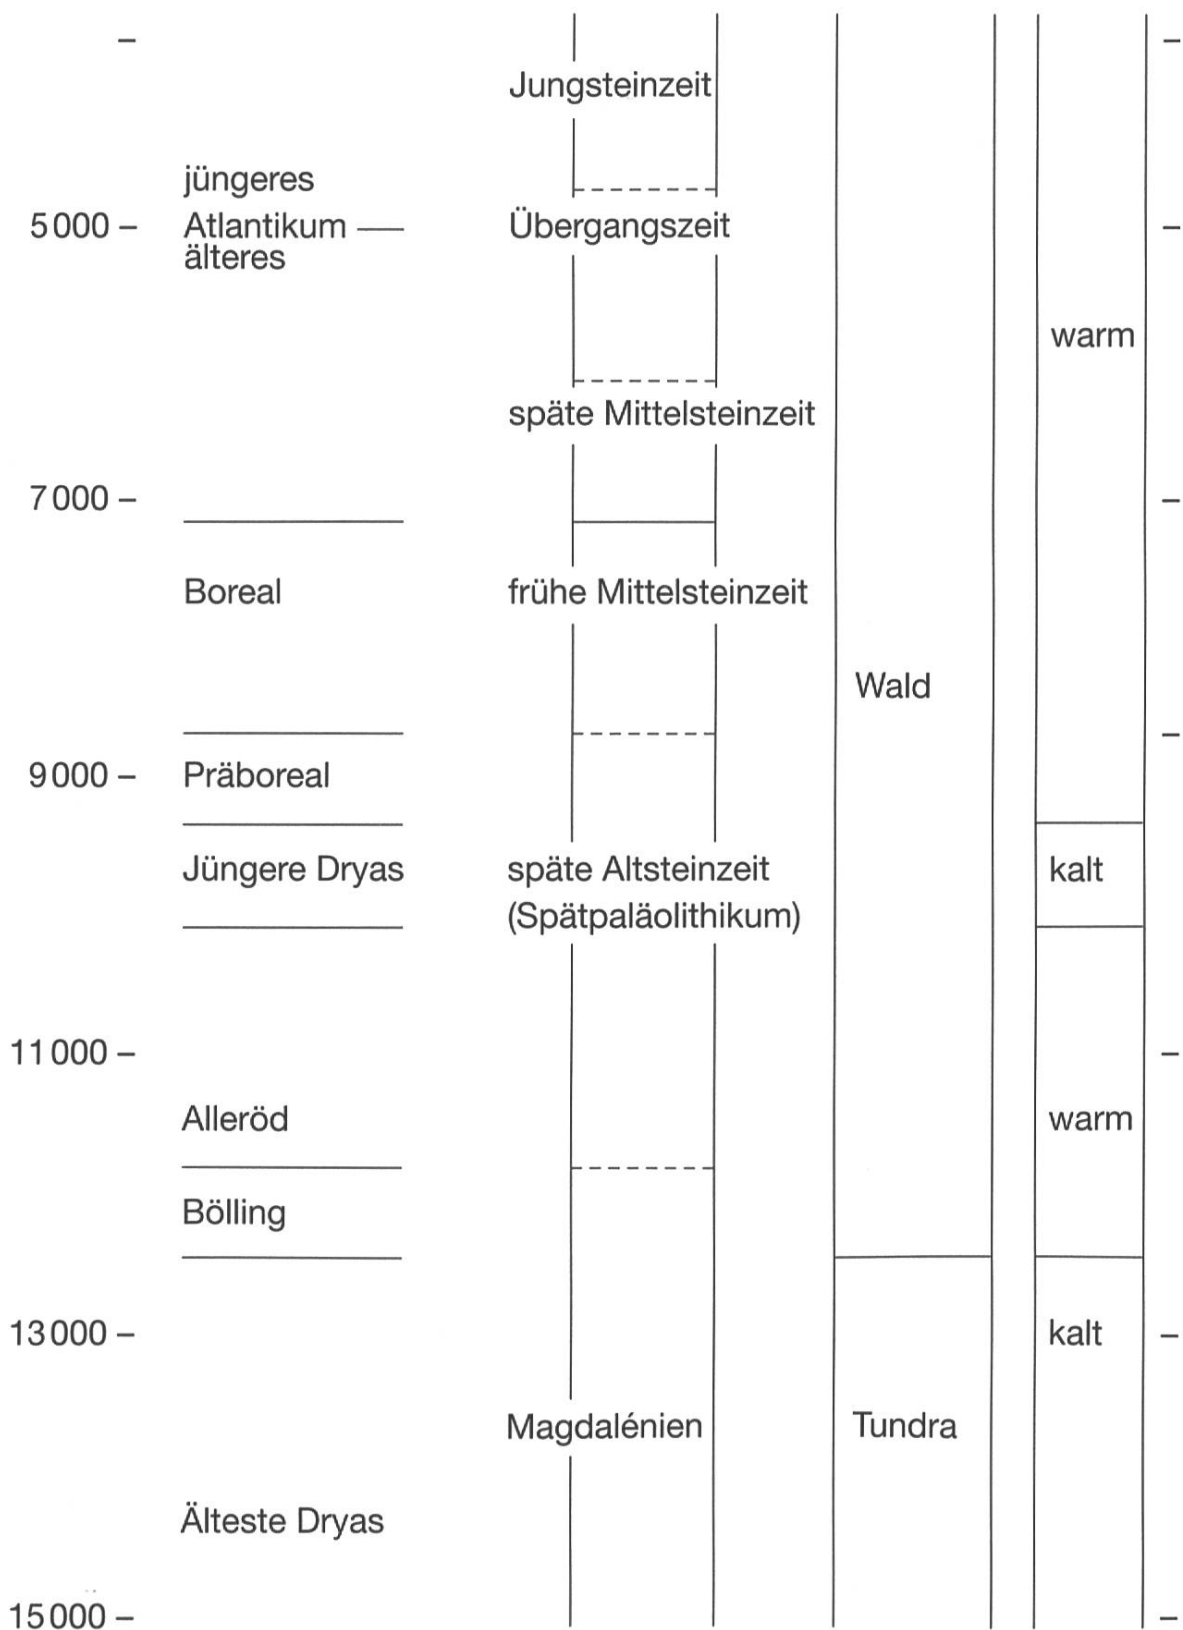 Jungsteinzeit
jüngeres
5000 – Atlantikum — Übergangszeit
älteres
warm
späte Mittelsteinzeit
7000 –
Boreal frühe Mittelsteinzeit
Wald
9000 – Präboreal
Jüngere Dryas späte Altsteinzeit kalt
(Spätpaläolithikum)
11000 –
Alleröd warm
Bölling
13000 – kalt
Magdalénien Tundra
Älteste Dryas
15000 –